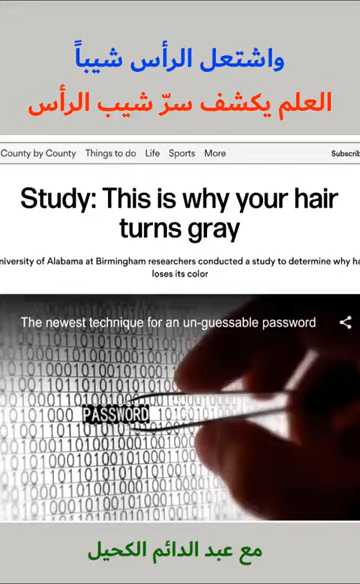 واشتعل الرأس شيباً
العلم يكشف سرّ شيب الرأس
County by County Things to do Life Sports More Subscrib
Study: This is why your hair
turns gray
niversity of Alabama at Birmingham researchers conducted a study to determine why ha
loses its color
The newest technique for an un-guessable password
PASSWORD
مع عبد الدائم الكحيل